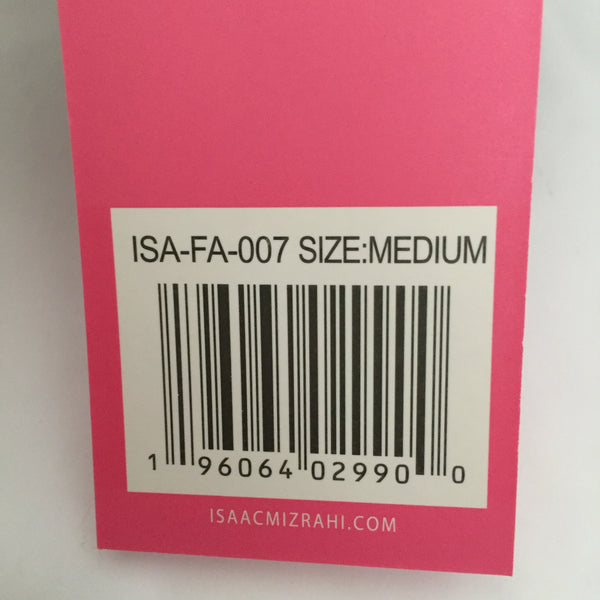 ISA-FA-007 SIZE:MEDIUM
1 96064 02990 0
ISAACMIZRAHI.COM